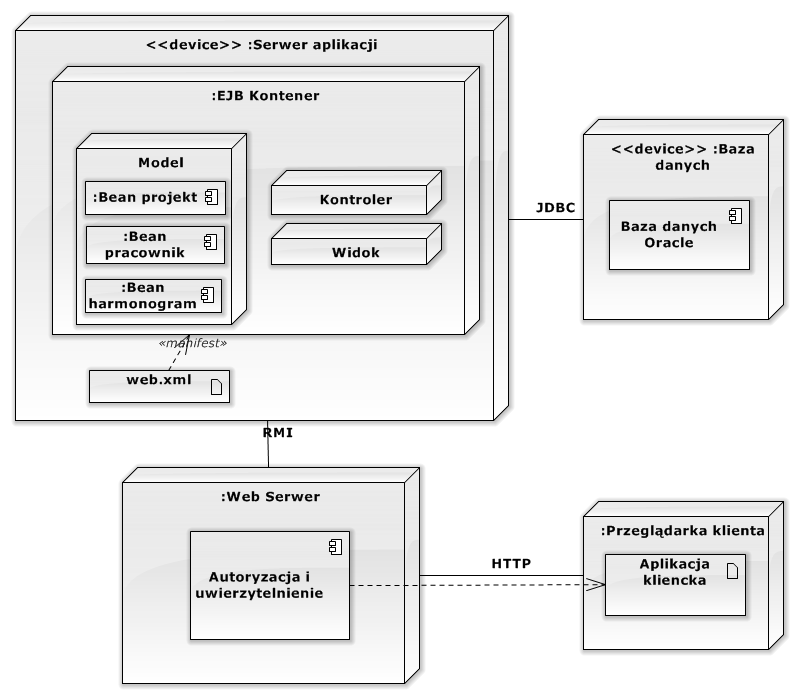 <<device>> :Serwer aplikacji
:EJB Kontener
Model
:Bean projekt
:Bean
pracownik
:Bean
harmonogram
Kontroler
Widok
«manifest»
web.xml
JDBC
<<device>> :Baza
danych
Baza danych
Oracle
RMI
:Web Serwer
Autoryzacja i
uwierzytelnienie
HTTP
:Przeglądarka klienta
Aplikacja
kliencka